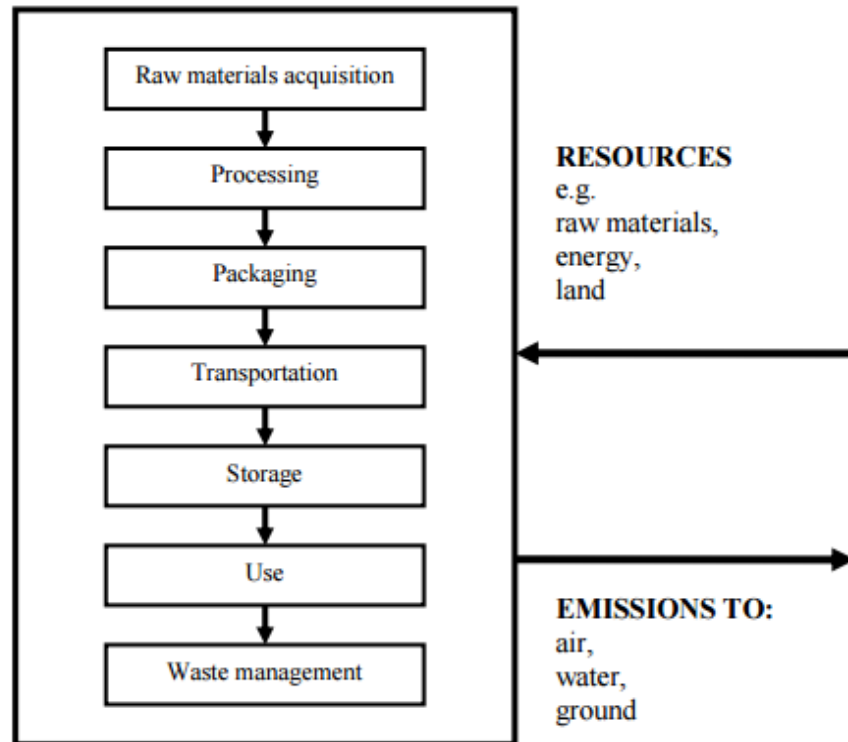 Raw materials acquisition
Processing
Packaging
Transportation
Storage
Use
Waste management
RESOURCES
e.g.
raw materials,
energy,
land
EMISSIONS TO:
air,
water,
ground